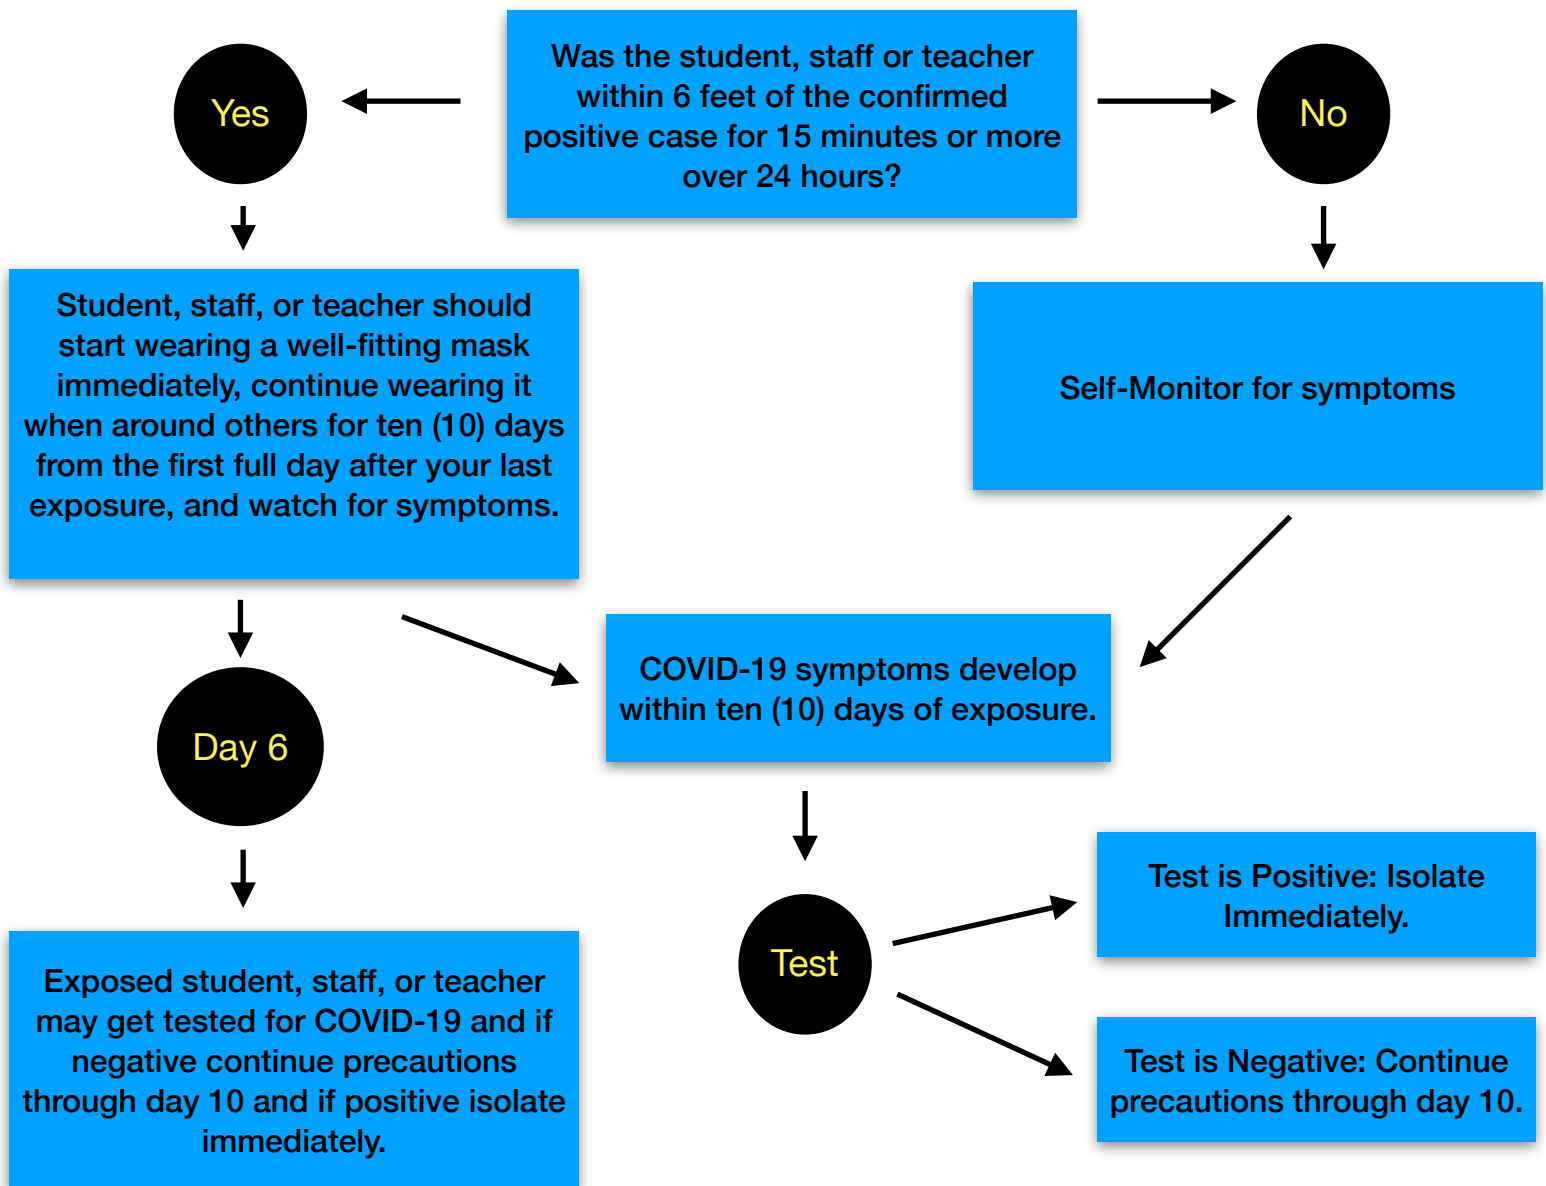 Was the student, staff or teacher
within 6 feet of the confirmed
positive case for 15 minutes or more
over 24 hours?
Yes
No
Student, staff, or teacher should
start wearing a well-fitting mask
immediately, continue wearing it
when around others for ten (10) days
from the first full day after your last
exposure, and watch for symptoms.
Self-Monitor for symptoms
COVID-19 symptoms develop
within ten (10) days of exposure.
Day 6
Exposed student, staff, or teacher
may get tested for COVID-19 and if
negative continue precautions
through day 10 and if positive isolate
immediately.
Test
Test is Positive: Isolate
Immediately.
Test is Negative: Continue
precautions through day 10.